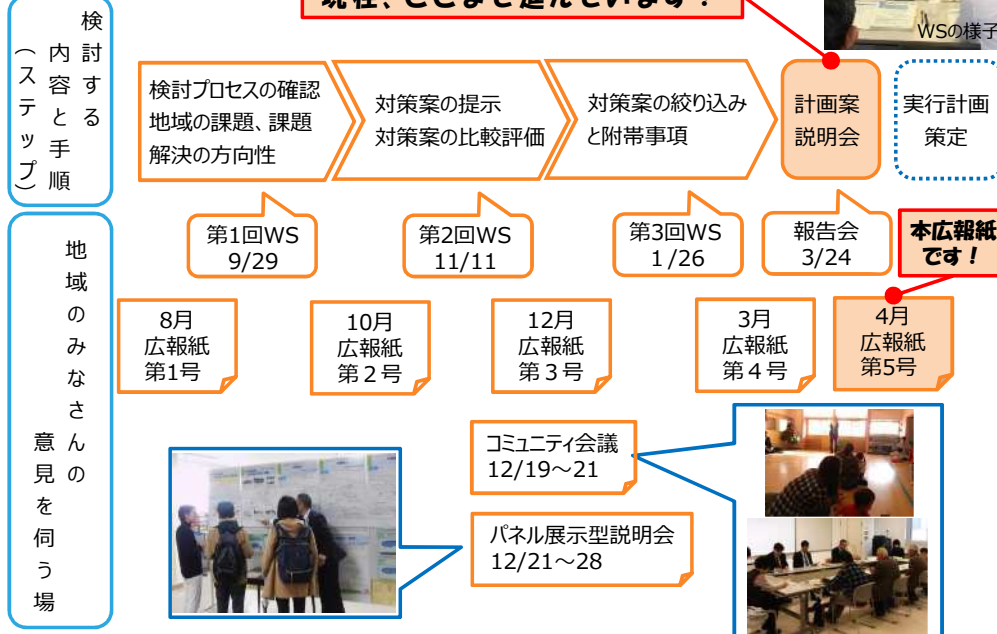 現在、ここまで進んでいます！
WSの様子
検討する
内容と手順
（ステップ）
検討プロセスの確認
地域の課題、課題
解決の方向性
対策案の提示
対策案の比較評価
対策案の絞り込み
と附帯事項
計画案
説明会
実行計画
策定
第1回WS
9/29
第2回WS
11/11
第3回WS
1/26
報告会
3/24
本広報紙
です！
地域のみなさんの
意見を伺う場
8月
広報紙
第1号
10月
広報紙
第２号
12月
広報紙
第３号
3月
広報紙
第４号
4月
広報紙
第5号
コミュニティ会議
12/19～21
パネル展示型説明会
12/21～28